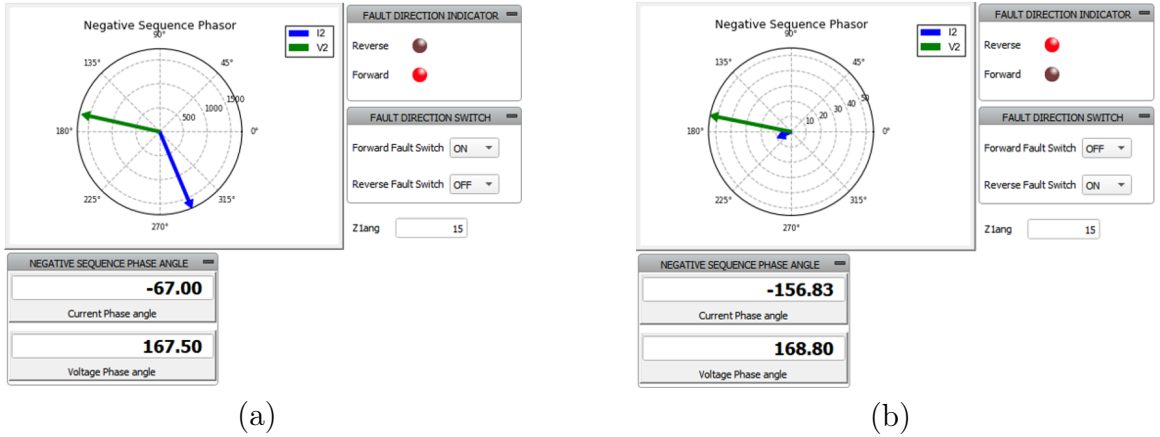 Negative Sequence Phasor
90°
I2
V2
135°
45°
1500
1000
500
180°
0°
225°
315°
270°
FAULT DIRECTION INDICATOR
Reverse
Forward
FAULT DIRECTION SWITCH
Forward Fault Switch ON
Reverse Fault Switch OFF
Z1ang 15
NEGATIVE SEQUENCE PHASE ANGLE
-67.00
Current Phase angle
167.50
Voltage Phase angle
(a)
Negative Sequence Phasor
90°
I2
V2
135°
45°
10 20 30 40 50
180°
0°
225°
315°
270°
FAULT DIRECTION INDICATOR
Reverse
Forward
FAULT DIRECTION SWITCH
Forward Fault Switch OFF
Reverse Fault Switch ON
Z1ang 15
NEGATIVE SEQUENCE PHASE ANGLE
-156.83
Current Phase angle
168.80
Voltage Phase angle
(b)